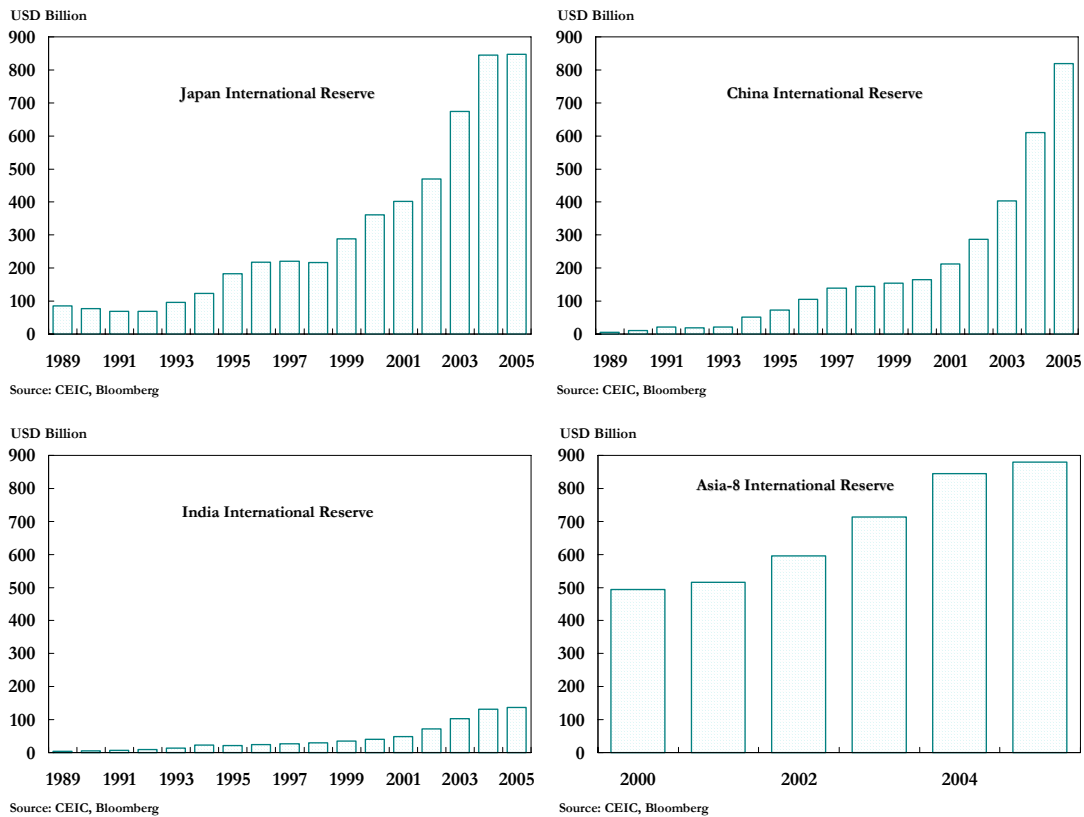 USD Billion
900
800
700
600
500
400
300
200
100
0
Japan International Reserve
1989 1991 1993 1995 1997 1999 2001 2003 2005
Source: CEIC, Bloomberg
USD Billion
900
800
700
600
500
400
300
200
100
0
China International Reserve
1989 1991 1993 1995 1997 1999 2001 2003 2005
Source: CEIC, Bloomberg
USD Billion
900
800
700
600
500
400
300
200
100
0
India International Reserve
1989 1991 1993 1995 1997 1999 2001 2003 2005
Source: CEIC, Bloomberg
USD Billion
900
800
700
600
500
400
300
200
100
0
Asia-8 International Reserve
2000 2002 2004
Source: CEIC, Bloomberg